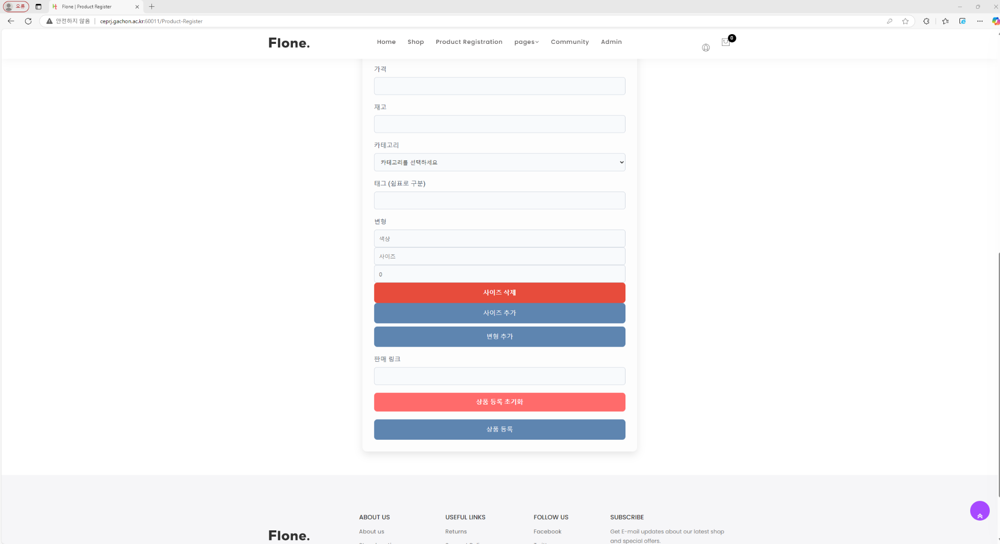 오류
Flone | Product Register
안전하지 않음
ceprj.gachon.ac.kr:60011/Product-Register
Flone.
Home
Shop
Product Registration
pages
Community
Admin
0
가격
재고
카테고리
카테고리를 선택하세요
태그 (쉼표로 구분)
변형
색상
사이즈
0
사이즈 삭제
사이즈 추가
변형 추가
판매 링크
상품 등록 초기화
상품 등록
Flone.
ABOUT US
About us
USEFUL LINKS
Returns
FOLLOW US
Facebook
SUBSCRIBE
Get E-mail updates about our latest shop
and special offers.